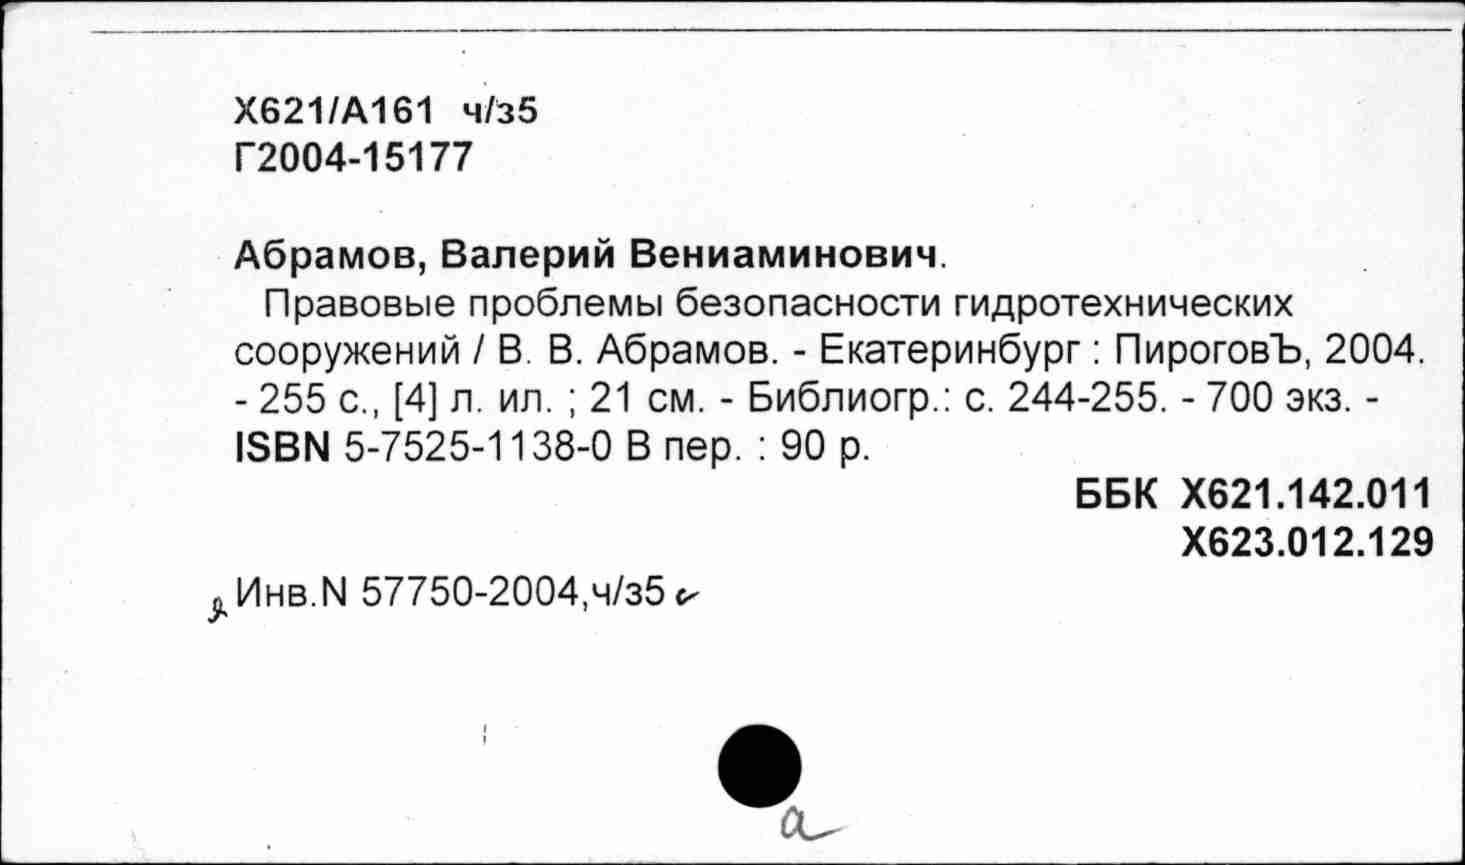 Х621/А161 ч/з5
Г2004-15177
Абрамов, Валерий Вениаминович.
Правовые проблемы безопасности гидротехнических
сооружений / В. В. Абрамов. - Екатеринбург : ПироговЪ, 2004.
- 255 с., [4] л. ил. ; 21 см. - Библиогр.: с. 244-255. - 700 экз. -
ISBN 5-7525-1138-0 В пер. : 90 р.
ББК Х621.142.011
Х623.012.129
Инв.N 57750-2004,ч/з5
а